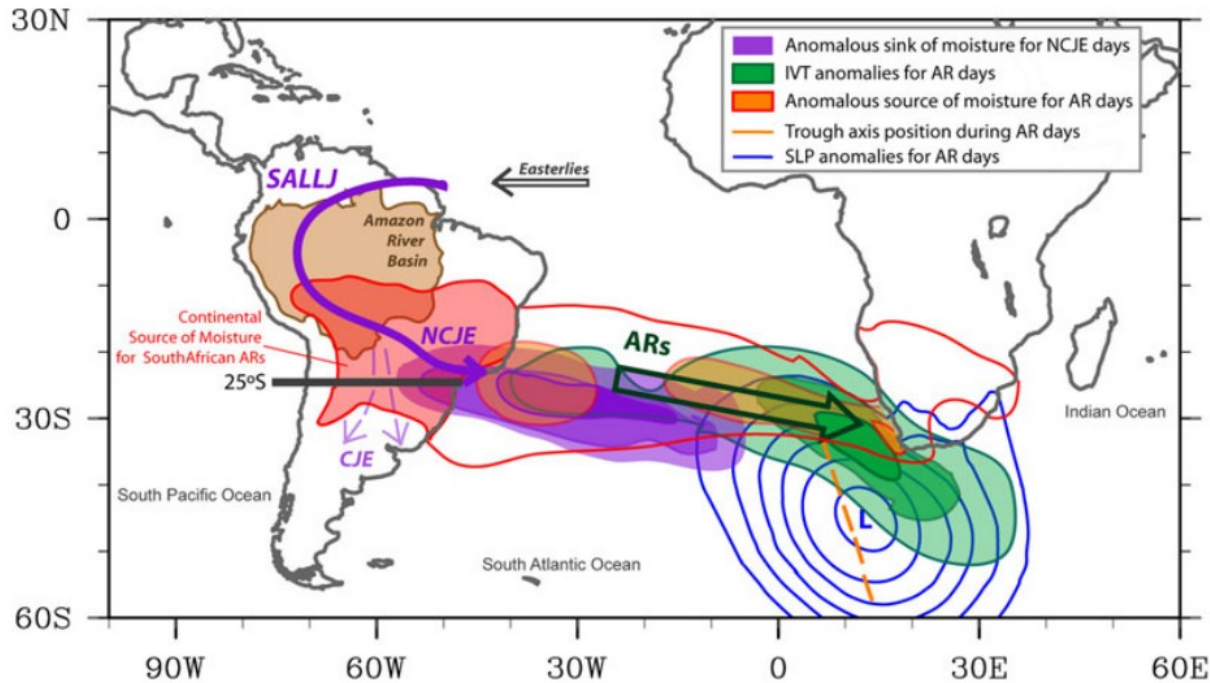 30N
0
30S
60S
90W
60W
30W
0
30E
60E
Anomalous sink of moisture for NCJE days
IVT anomalies for AR days
Anomalous source of moisture for AR days
Trough axis position during AR days
SLP anomalies for AR days
SALLJ
Easterlies
Amazon
River
Basin
Continental
Source of Moisture
for SouthAfrican ARs
NCJE
ARs
25ºS
Indian Ocean
CJE
South Pacific Ocean
L
South Atlantic Ocean